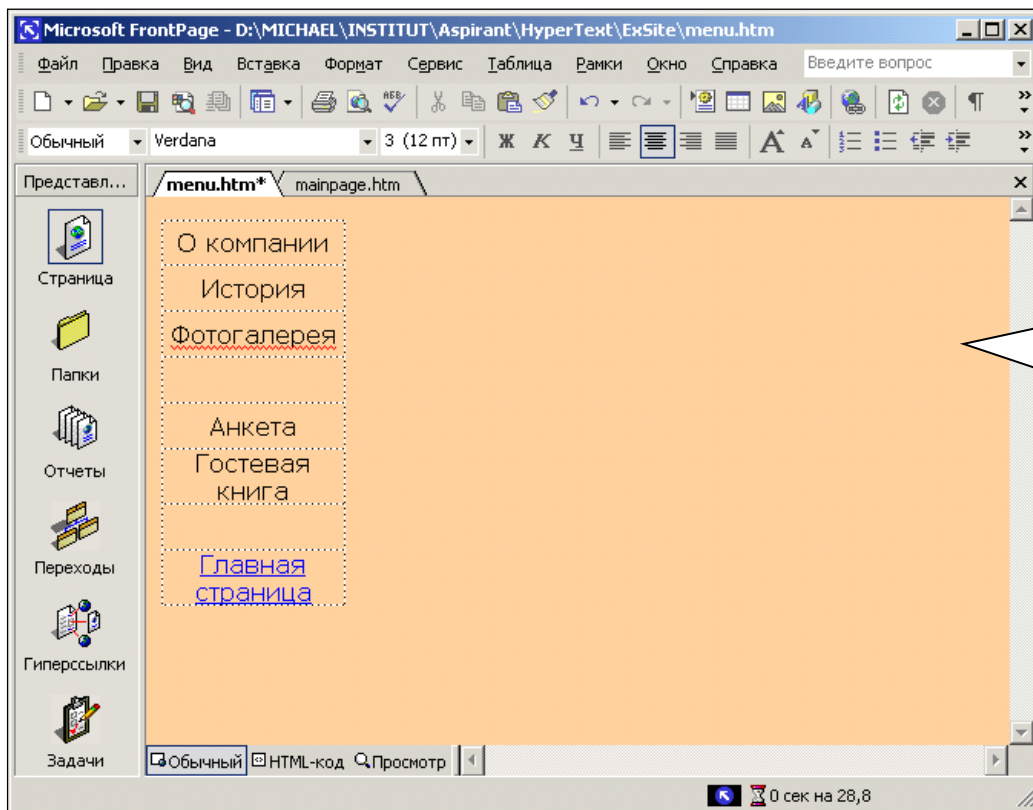 Microsoft FrontPage - D:\MICHAEL\INSTITUT\Aspirant\HyperText\ExSite\menu.htm
Файл Правка Вид Вставка Формат Сервис Таблица Рамки Окно Справка Введите вопрос
Обычный Verdana 3 (12 пт) Ж К Ч
Представл... menu.htm* mainpage.htm
Страница
Папки
Отчеты
Переходы
Гиперссылки
Задачи
О компании
История
Фотогалерея
Анкета
Гостевая
книга
Главная
страница
Обычный HTML-код Просмотр
0 сек на 28,8